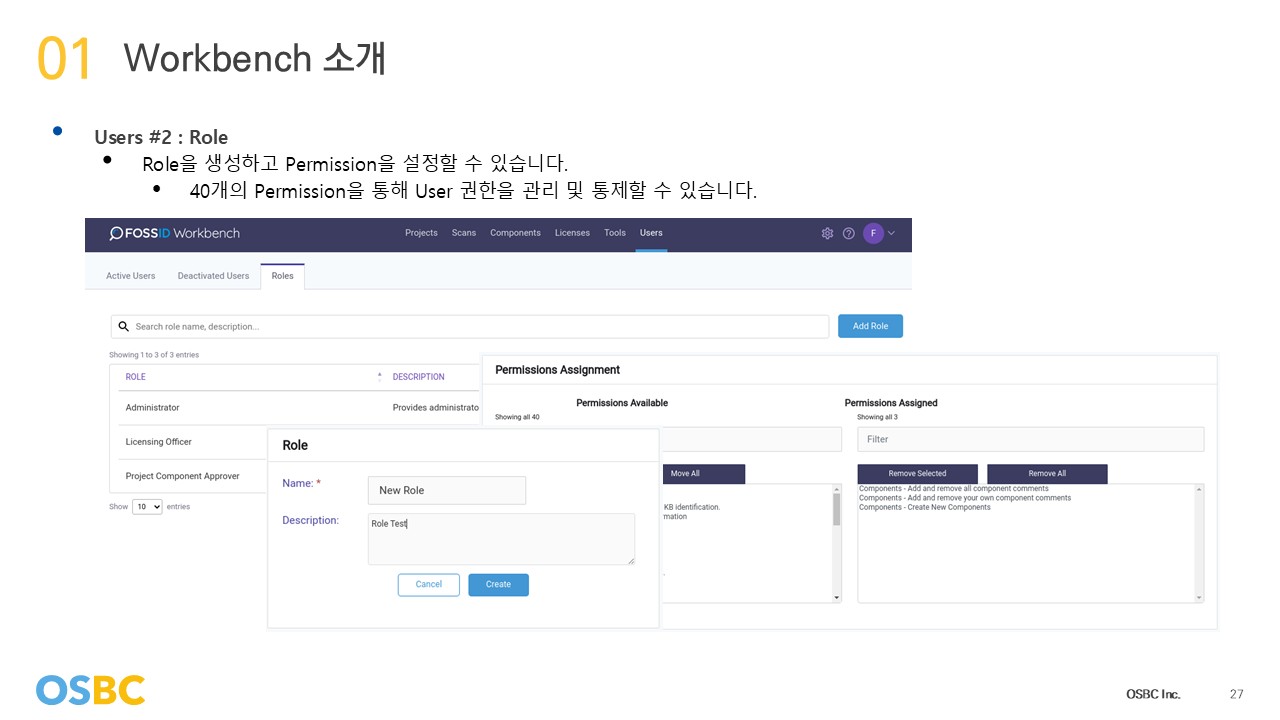 01 Workbench 소개
Users #2 : Role
Role을 생성하고 Permission을 설정할 수 있습니다.
40개의 Permission을 통해 User 권한을 관리 및 통제할 수 있습니다.
FOSSID Workbench
Projects Scans Components Licenses Tools Users
F
Active Users Deactivated Users Roles
Search role name, description...
Add Role
Showing 1 to 3 of 3 entries
ROLE DESCRIPTION
Administrator Provides administrato
Licensing Officer
Project Component Approver
Show 10 entries
Permissions Assignment
Permissions Available Permissions Assigned
Showing all 40 Showing all 3
Filter
Move All Remove Selected Remove All
Components - Add and remove all component comments
Components - Add and remove your own component comments
KB identification. Components - Create New Components
rmation
Role
Name: * New Role
Description: Role Test
Cancel Create
OSBC
OSBC Inc. 27